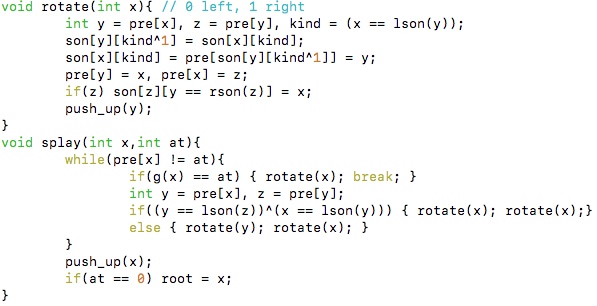 void rotate(int x){ // 0 left, 1 right
        int y = pre[x], z = pre[y], kind = (x == lson(y));
        son[y][kind^1] = son[x][kind];
        son[x][kind] = pre[son[y][kind^1]] = y;
        pre[y] = x, pre[x] = z;
        if(z) son[z][y == rson(z)] = x;
        push_up(y);
}
void splay(int x,int at){
        while(pre[x] != at){
                if(g(x) == at) { rotate(x); break; }
                int y = pre[x], z = pre[y];
                if((y == lson(z))^(x == lson(y))) { rotate(x); rotate(x);}
                else { rotate(y); rotate(x); }
        }
        push_up(x);
        if(at == 0) root = x;
}